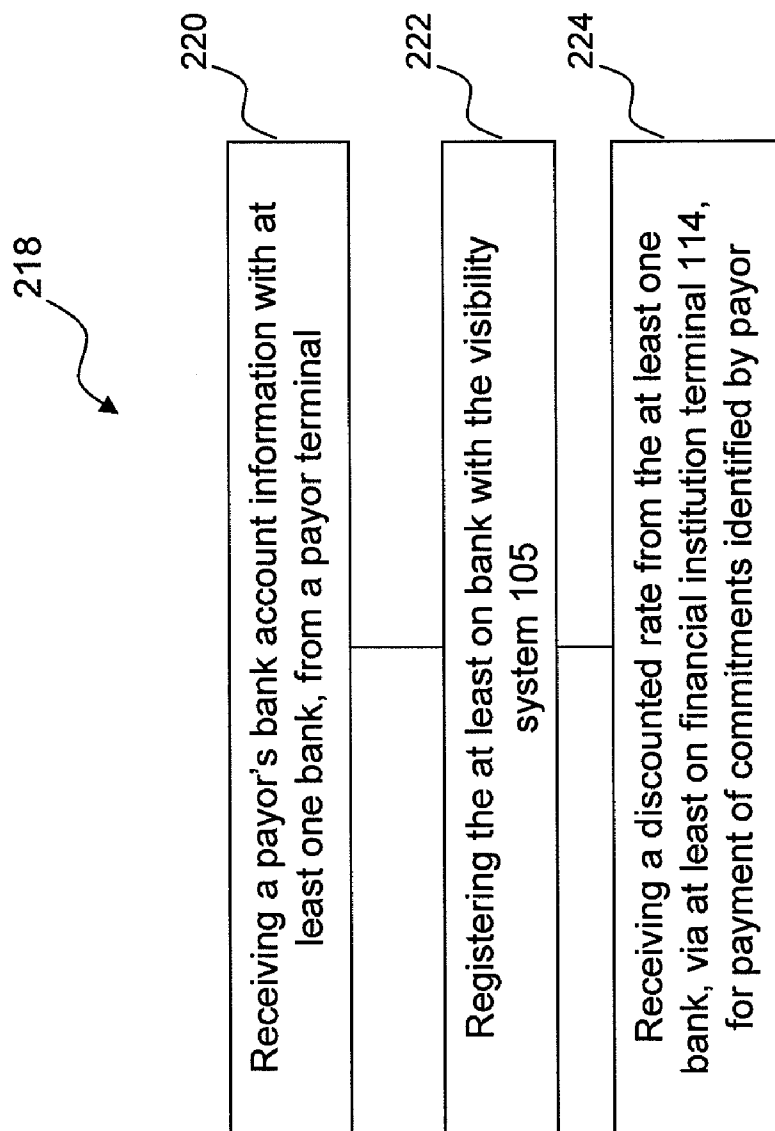 218
220
Receiving a payor's bank account information with at
least one bank, from a payor terminal
222
Registering the at least on bank with the visibility
system 105
224
Receiving a discounted rate from the at least one
bank, via at least on financial institution terminal 114,
for payment of commitments identified by payor